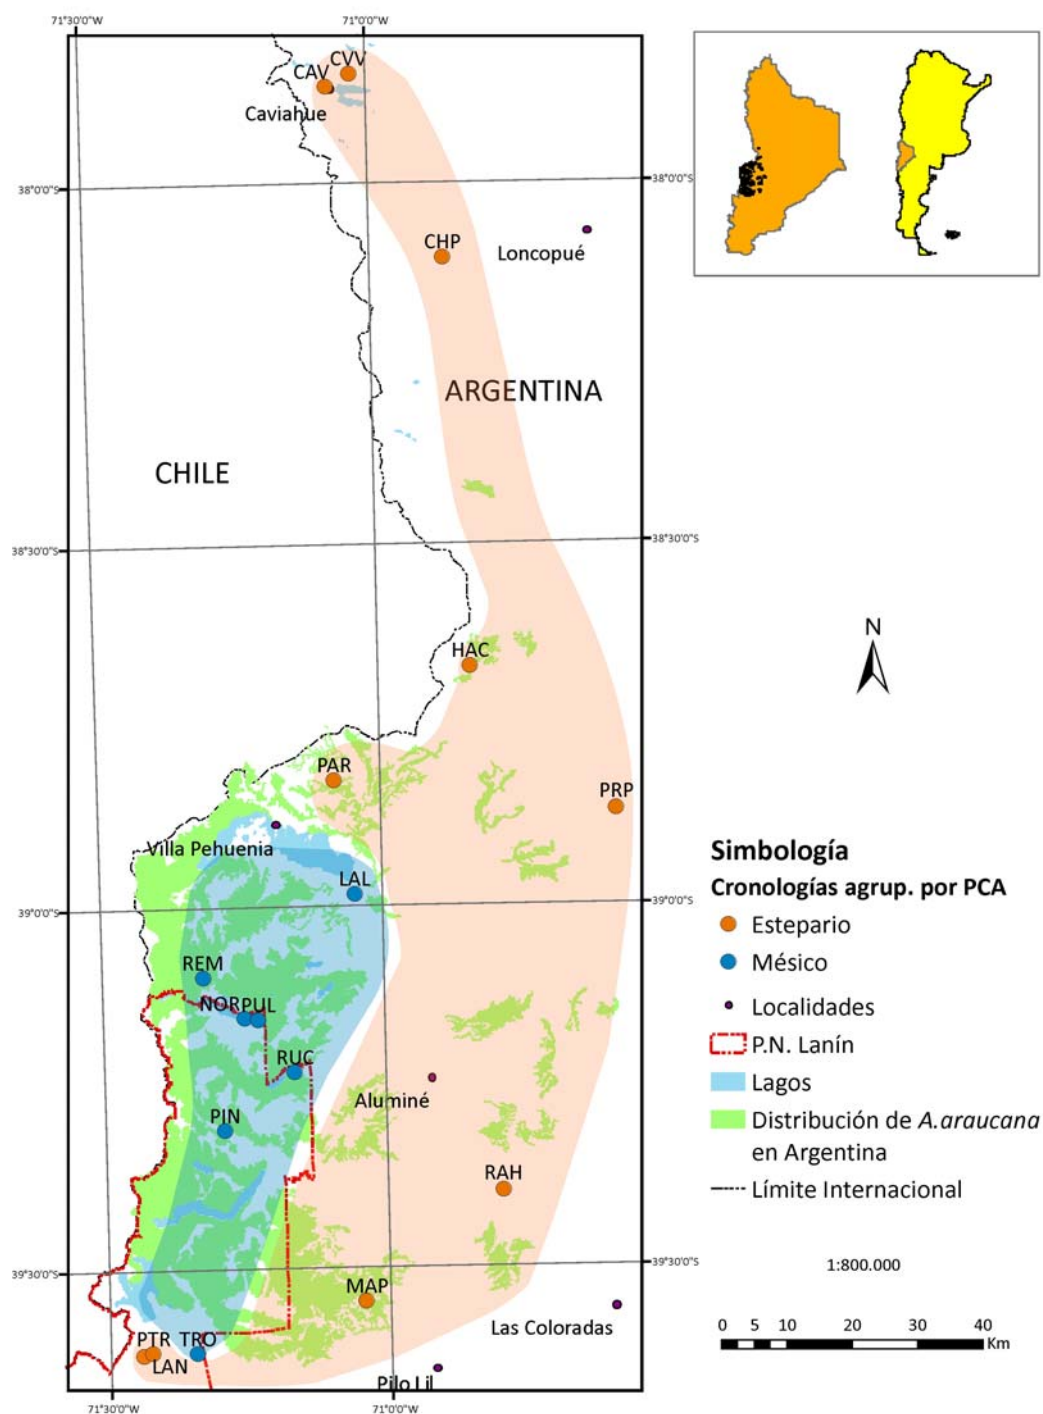 71°30'0"W
71°0'0"W
CVV
CAV
Caviahue
38°0'0"S
38°0'0"S
CHP
Loncopué
ARGENTINA
CHILE
38°30'0"S
38°30'0"S
HAC
PAR
PRP
Villa Pehuenia
LAL
39°0'0"S
39°0'0"S
REM
NOR
PUL
RUC
Aluminé
PIN
RAH
39°30'0"S
39°30'0"S
MAP
Las Coloradas
PTR
TRO
LAN
Pilo Lil
71°30'0"W
71°0'0"W
N
Simbología
Cronologías agrup. por PCA
Estepario
Mésico
Localidades
P.N. Lanín
Lagos
Distribución de A.araucana
en Argentina
Límite Internacional
1:800.000
0 5 10 20 30 40
Km